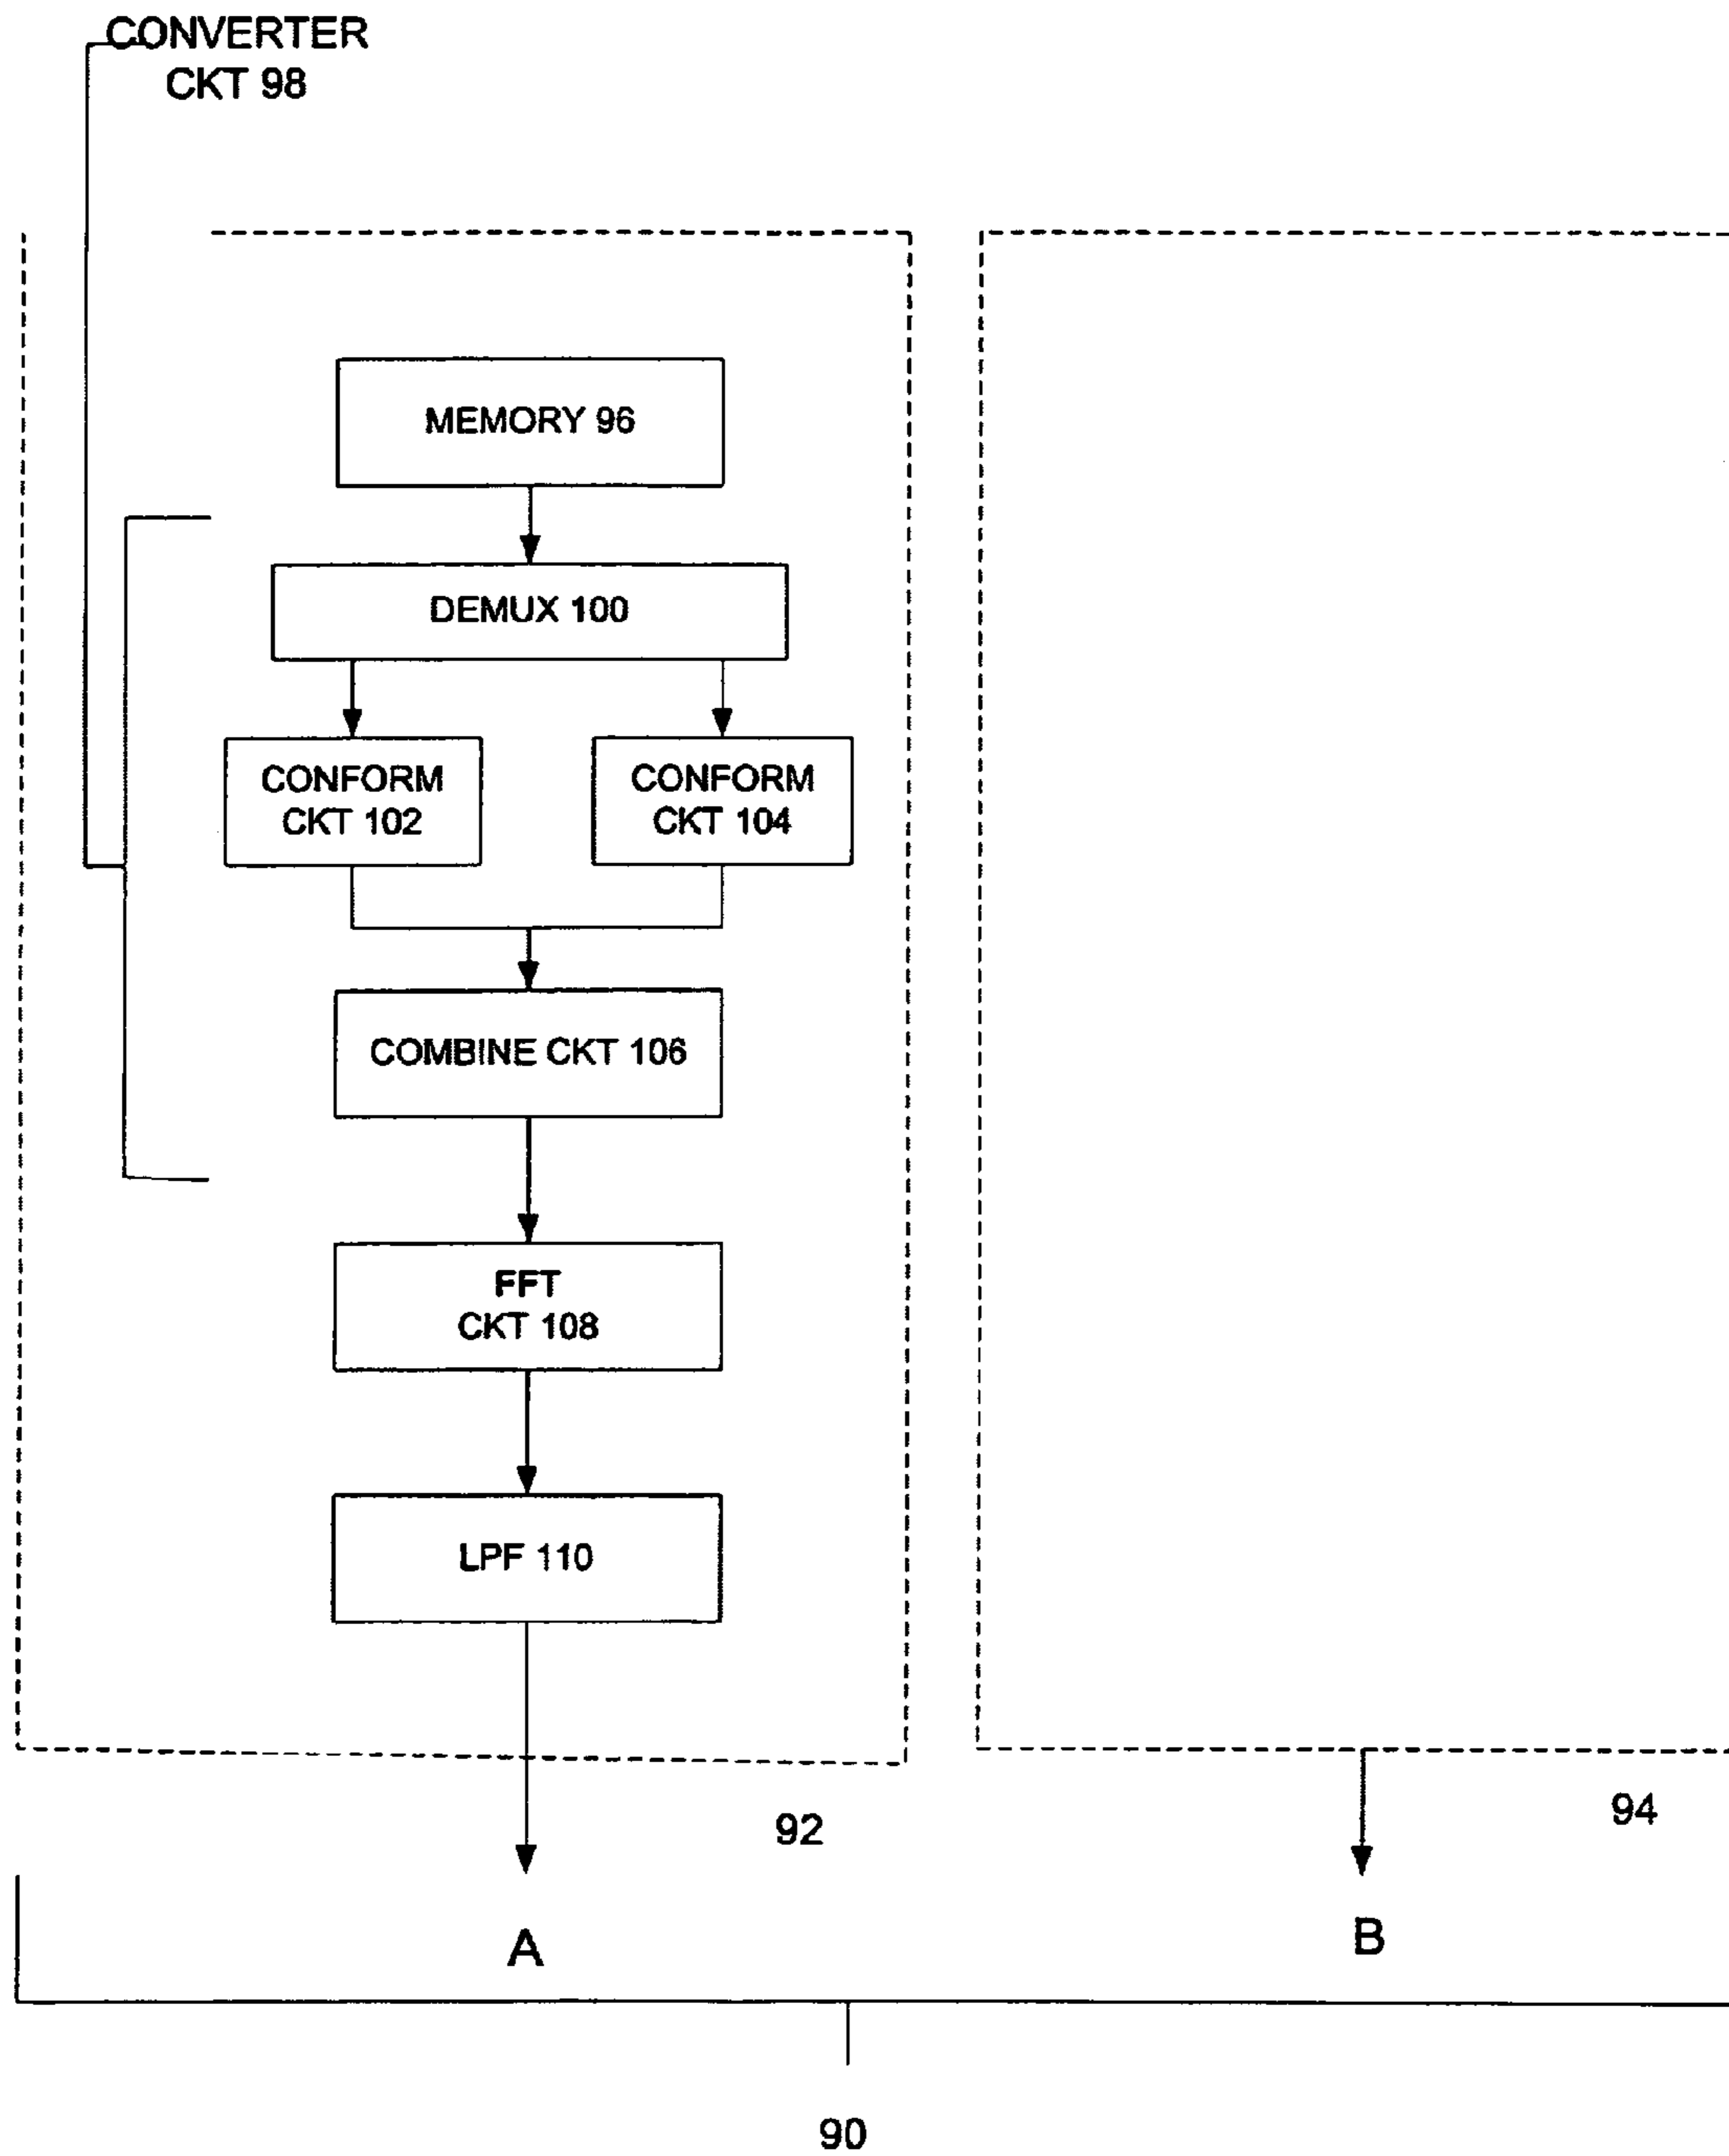 CONVERTER
CKT 98
MEMORY 96
DEMUX 100
CONFORM
CKT 102
CONFORM
CKT 104
COMBINE CKT 106
FFT
CKT 108
LPF 110
92
94
A
B
90